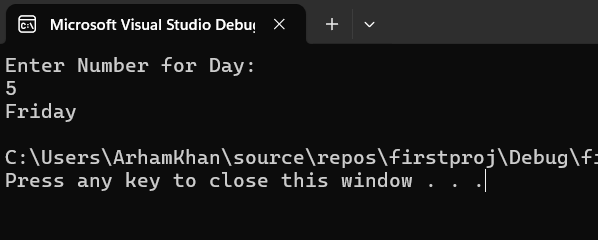 Microsoft Visual Studio Debug
Enter Number for Day:
5
Friday
C:\Users\ArhamKhan\source\repos\firstproj\Debug\fi
Press any key to close this window . . .